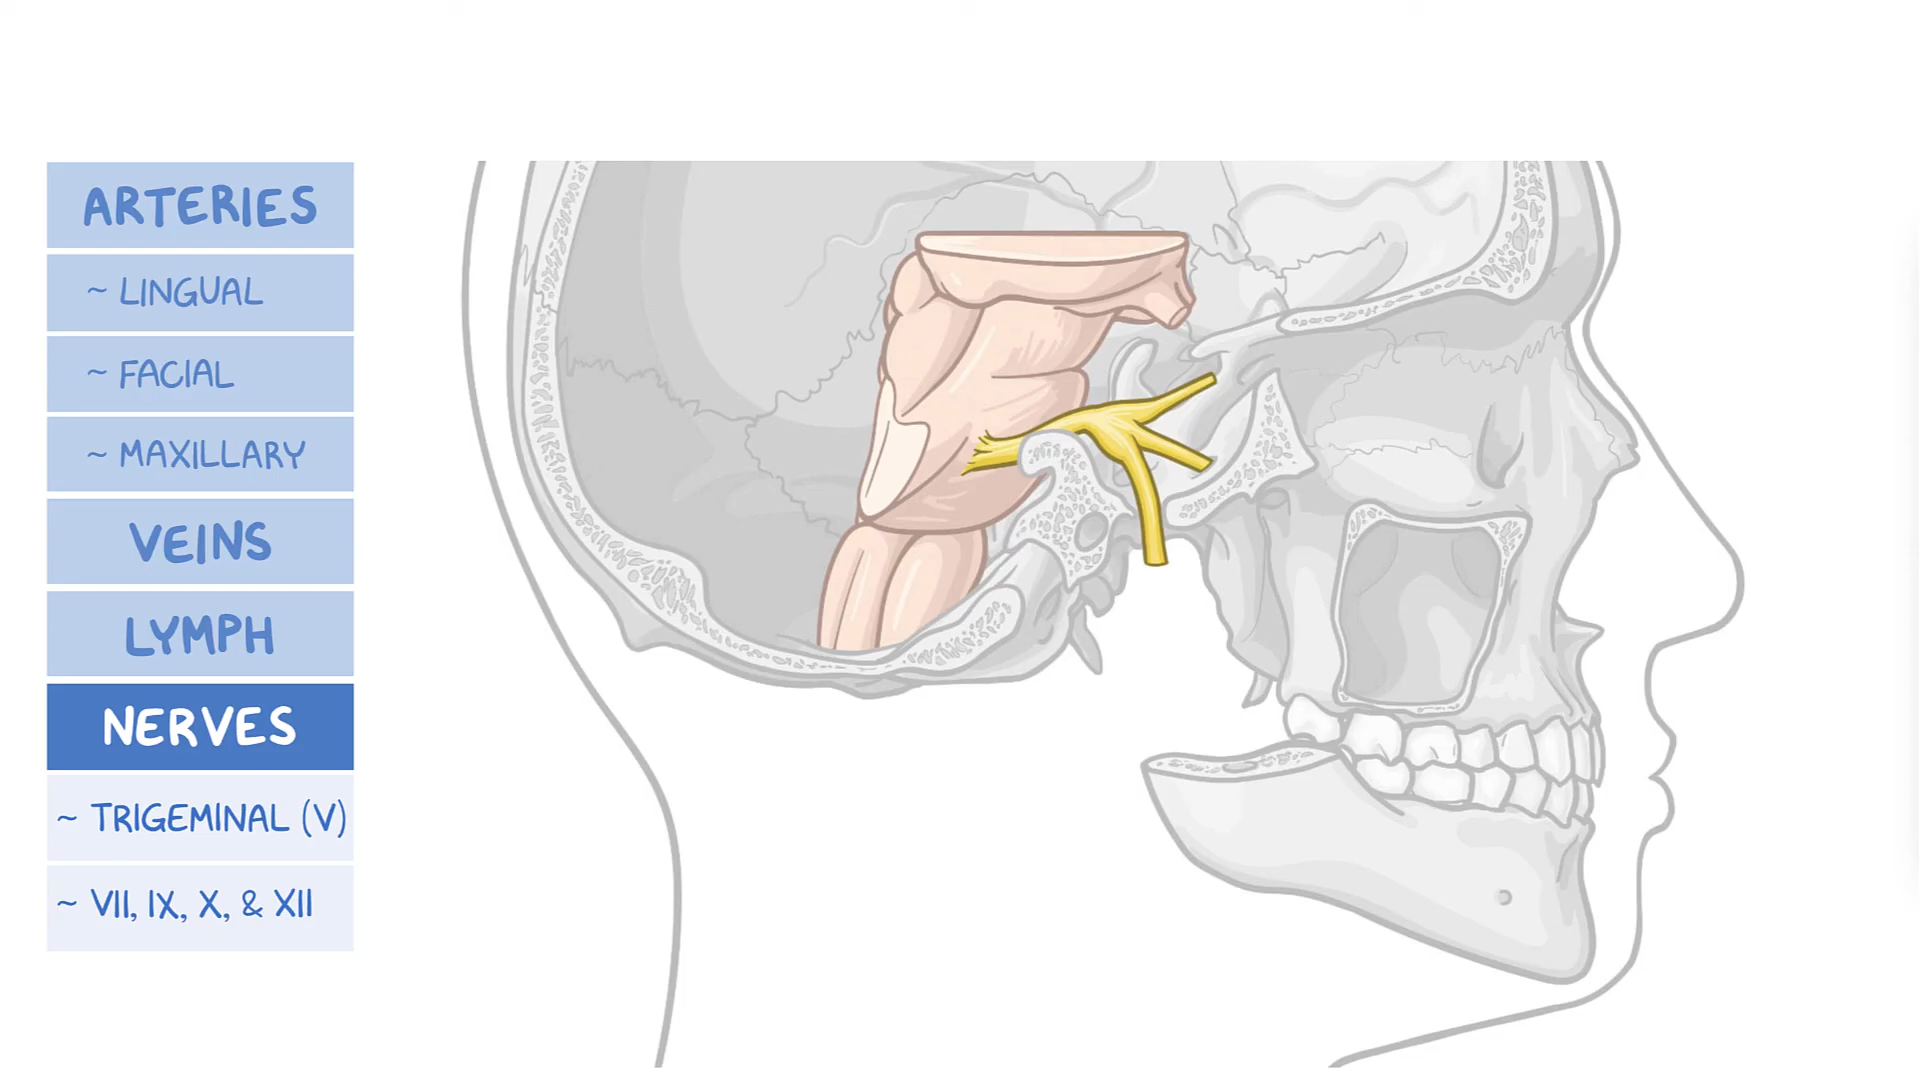 ARTERIES
~ LINGUAL
~ FACIAL
~ MAXILLARY
VEINS
LYMPH
NERVES
~ TRIGEMINAL (V)
~ VII, IX, X, & XII